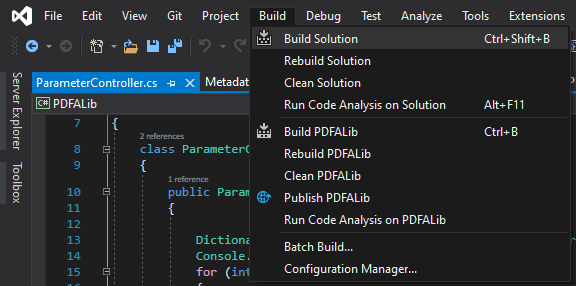 File Edit View Git Project Build Debug Test Analyze Tools Extensions
Build Solution Ctrl+Shift+B
Rebuild Solution
Clean Solution
Run Code Analysis on Solution Alt+F11
Build PDFALib Ctrl+B
Rebuild PDFALib
Clean PDFALib
Publish PDFALib
Run Code Analysis on PDFALib
Batch Build...
Configuration Manager...
Server Explorer
Toolbox
ParameterController.cs Metadat
C# PDFALib
7 {
2 references
8 class ParameterC
9 {
1 reference
10 public Param
11 {
12
13 Dictiona
14 Console.
15 for (int
16 {